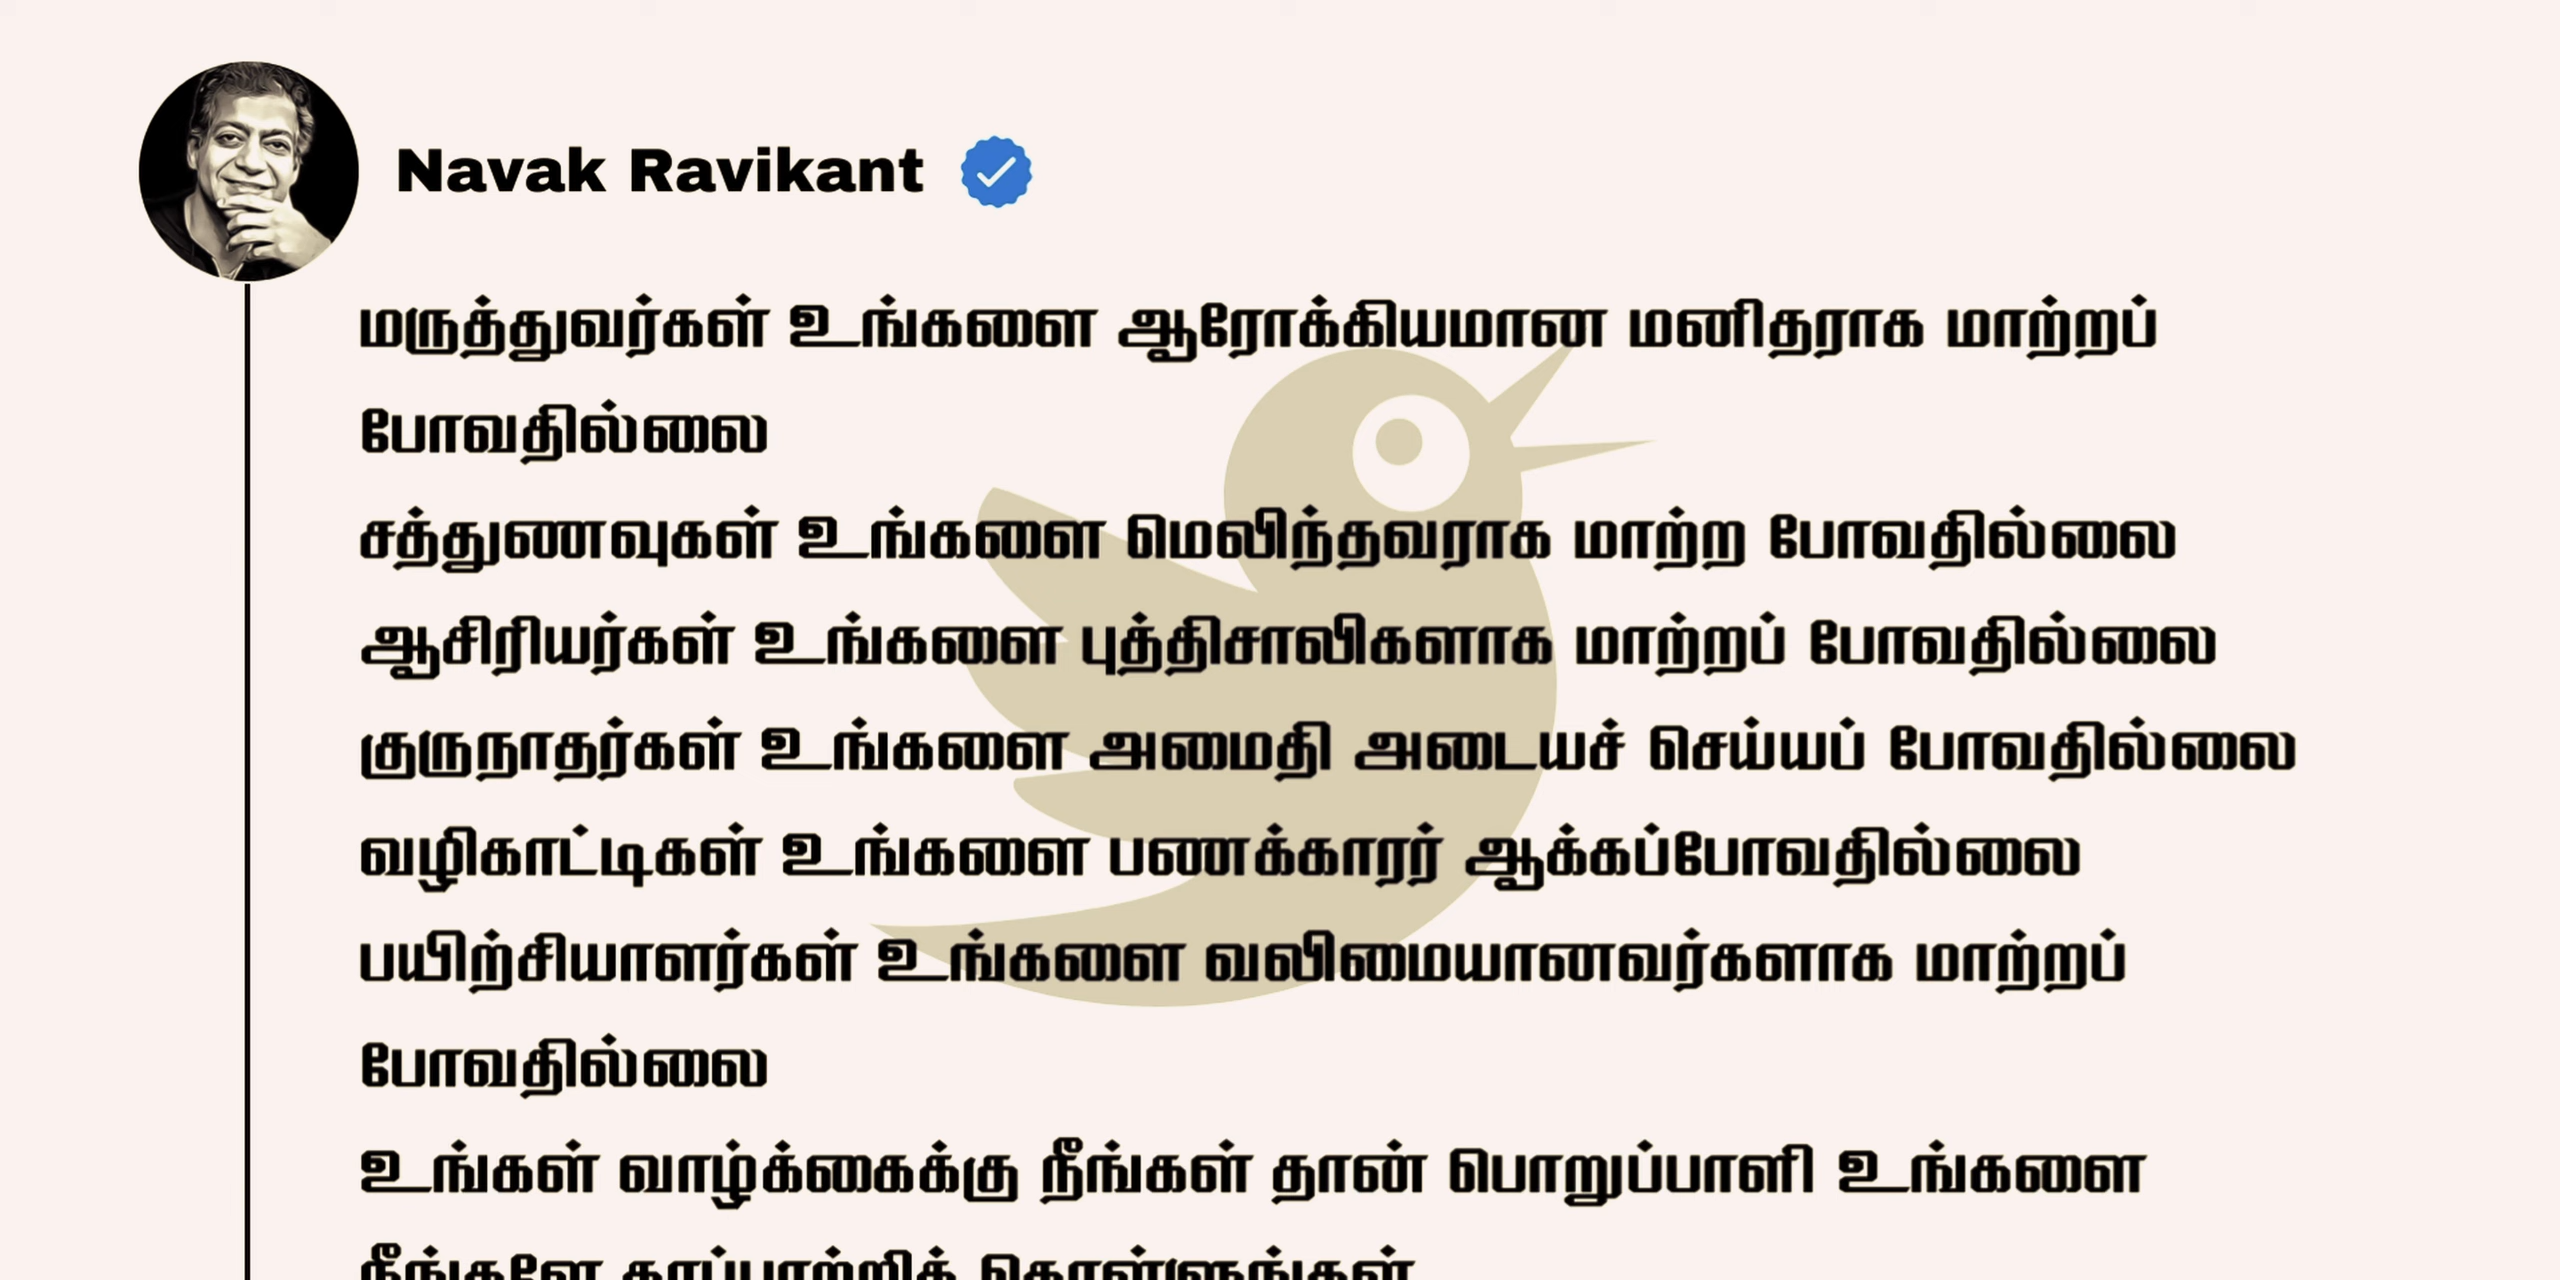 Navak Ravikant
மருத்துவர்கள் உங்களை ஆரோக்கியமான மனிதராக மாற்றப்
போவதில்லை
சத்துணவுகள் உங்களை மெலிந்தவராக மாற்ற போவதில்லை
ஆசிரியர்கள் உங்களை புத்திசாலிகளாக மாற்றப் போவதில்லை
குருநாதர்கள் உங்களை அமைதி அடையச் செய்யப் போவதில்லை
வழிகாட்டிகள் உங்களை பணக்காரர் ஆக்கப்போவதில்லை
பயிற்சியாளர்கள் உங்களை வலிமையானவர்களாக மாற்றப்
போவதில்லை
உங்கள் வாழ்க்கைக்கு நீங்கள் தான் பொறுப்பாளி உங்களை
நீங்களே காப்பாற்றிக் கொள்ளுங்கள்